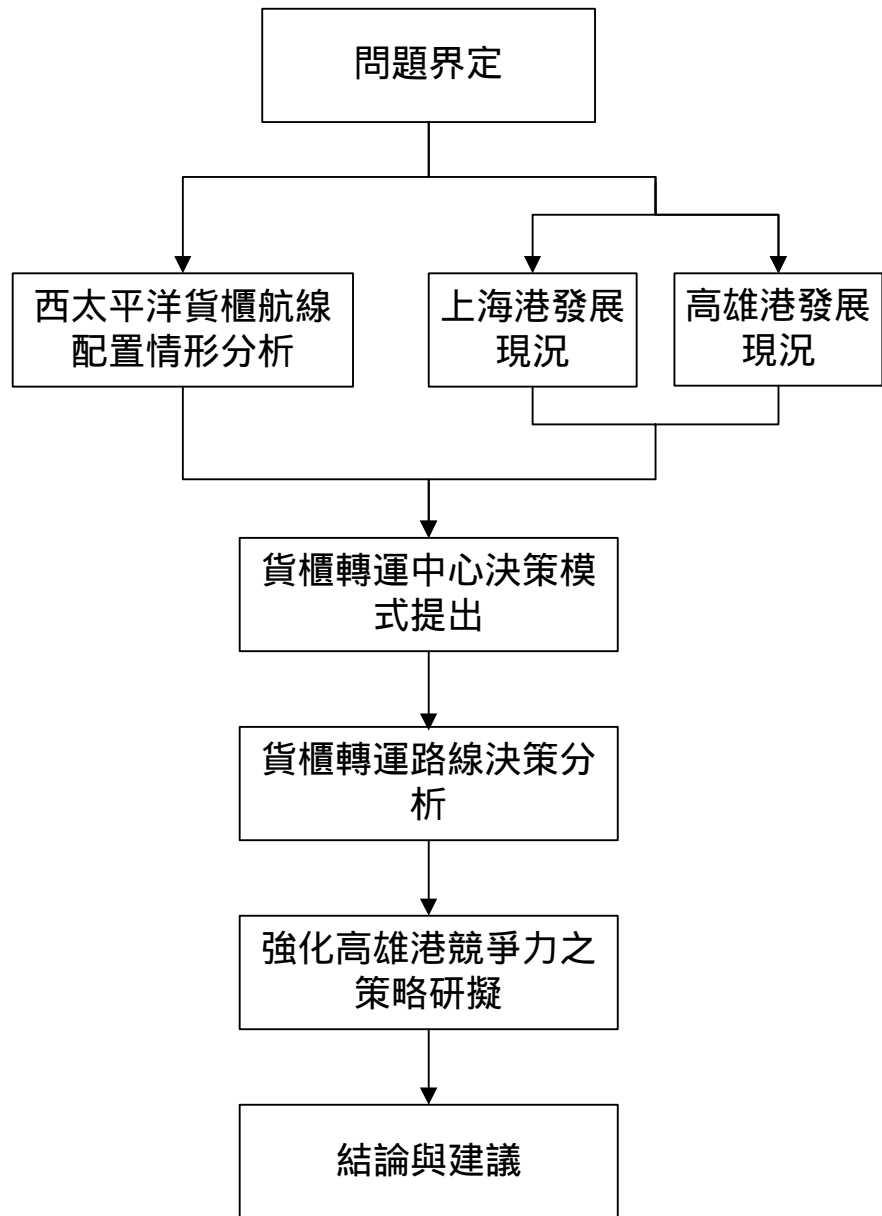 問題界定
西太平洋貨櫃航線
配置情形分析
上海港發展
現況
高雄港發展
現況
貨櫃轉運中心決策模
式提出
貨櫃轉運路線決策分
析
強化高雄港競爭力之
策略研擬
結論與建議